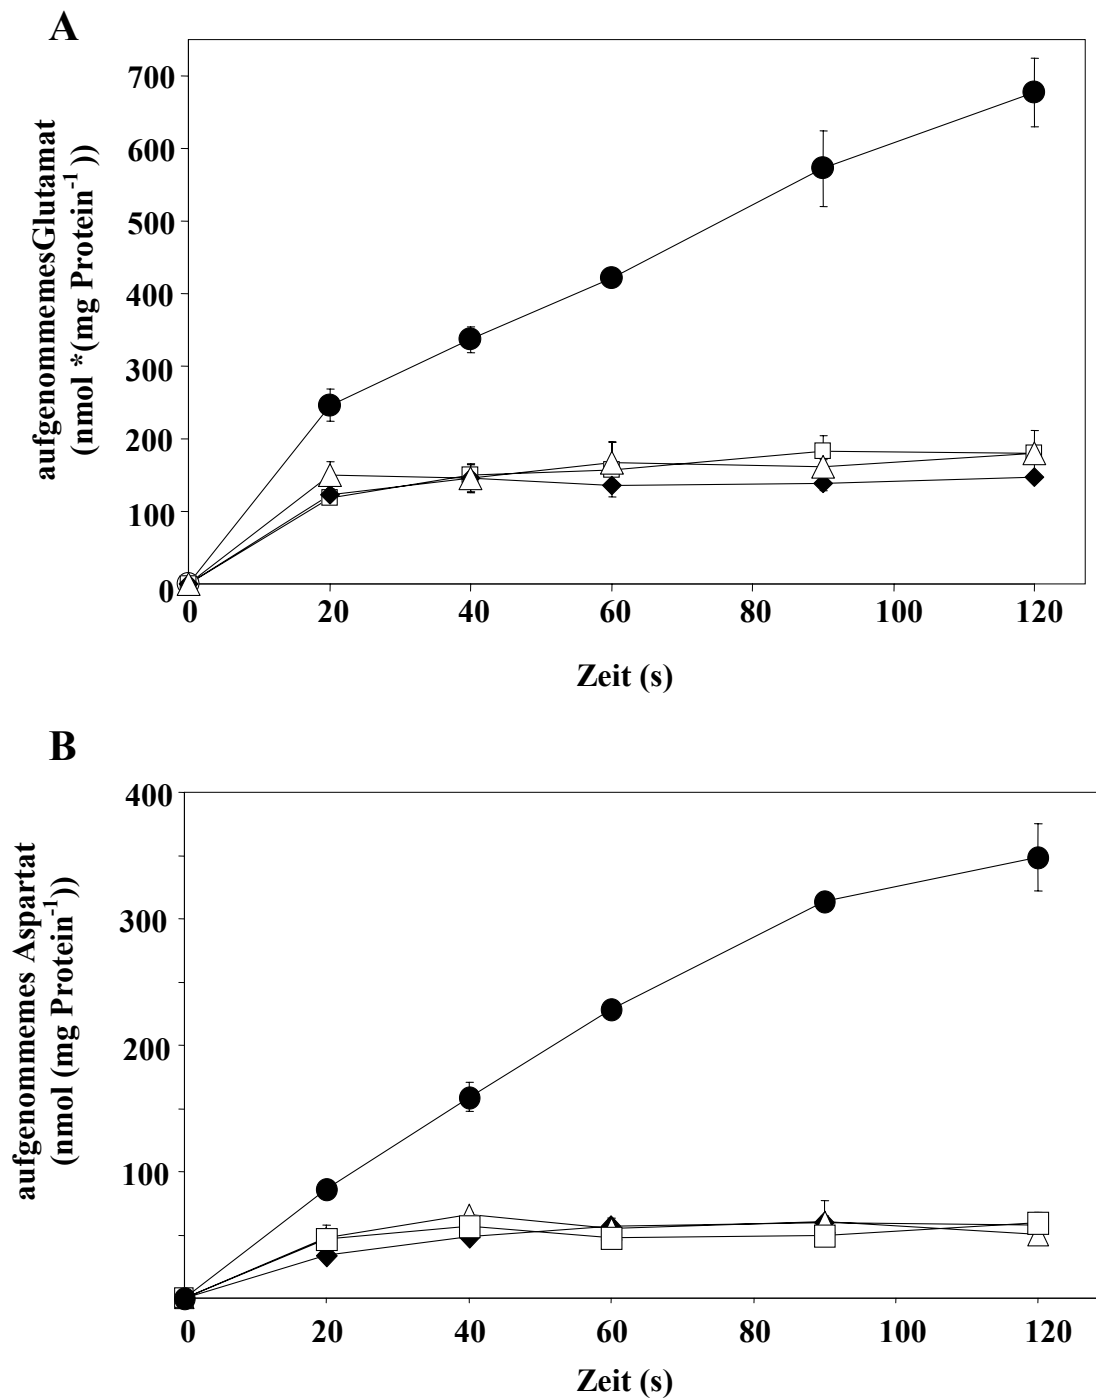 A
aufgenommemesGlutamat
(nmol *(mg Protein-1 ))
700
600
500
400
300
200
100
0
0 20 40 60 80 100 120
Zeit (s)
B
aufgenommemes Aspartat
(nmol (mg Protein-1))
400
300
200
100
0 20 40 60 80 100 120
Zeit (s)